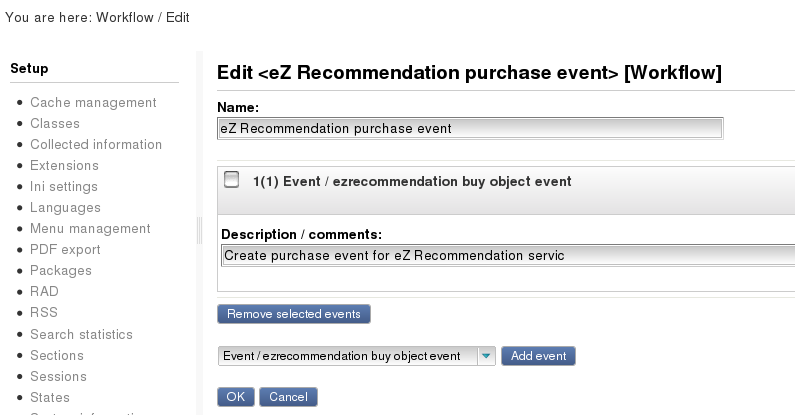 You are here: Workflow / Edit
Setup
Cache management
Classes
Collected information
Extensions
Ini settings
Languages
Menu management
PDF export
Packages
RAD
RSS
Search statistics
Sections
Sessions
States
Edit <eZ Recommendation purchase event> [Workflow]
Name:
eZ Recommendation purchase event
1(1) Event / ezrecommendation buy object event
Description / comments:
Create purchase event for eZ Recommendation servic
Remove selected events
Event / ezrecommendation buy object event Add event
OK Cancel